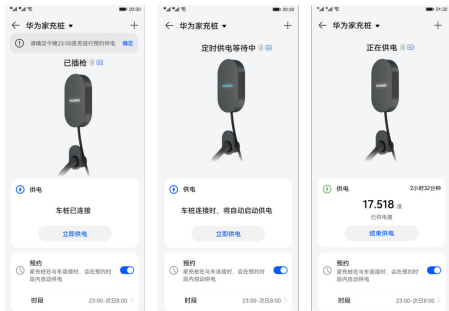 20:30
华为家充桩
请确定今晚23:00是否进行预约供电 确定
已插枪
HUAWEI
供电
车桩已连接
立即供电
预约
家充桩在与车连接时，会在预约时
段内自动供电
时段 23:00-次日8:00
20:30
华为家充桩
定时供电等待中
HUAWEI
供电
车桩连接时，将自动启动供电
立即供电
预约
家充桩在与车连接时，会在预约时
段内自动供电
时段 23:00-次日8:00
01:32
华为家充桩
正在供电
HUAWEI
供电 2小时32分钟
17.518 度
已供电量
结束供电
预约
家充桩在与车连接时，会在预约时
段内自动供电
时段 23:00-次日8:00